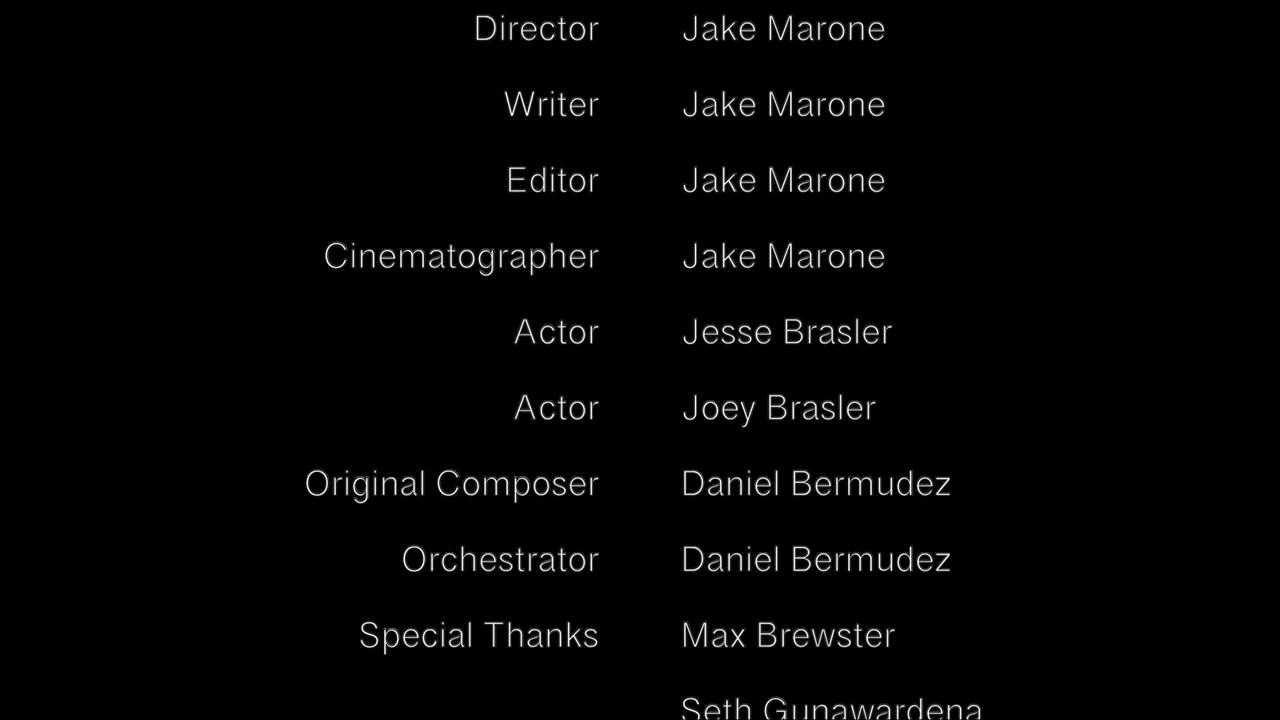 Director Jake Marone
Writer Jake Marone
Editor Jake Marone
Cinematographer Jake Marone
Actor Jesse Brasler
Actor Joey Brasler
Original Composer Daniel Bermudez
Orchestrator Daniel Bermudez
Special Thanks Max Brewster
Seth Gunawardena